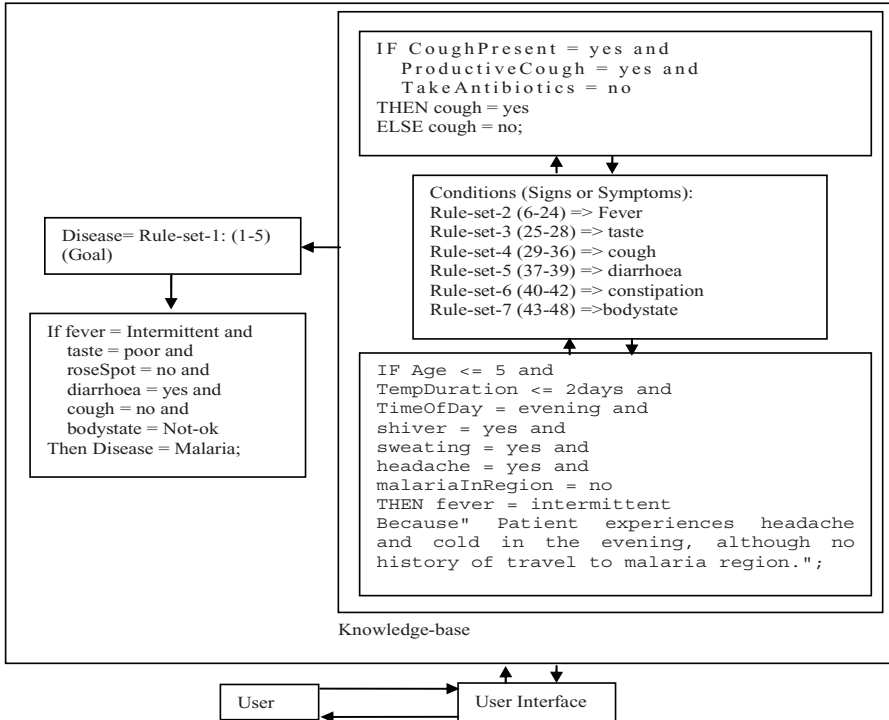 IF CoughPresent = yes and
ProductiveCough = yes and
TakeAntibiotics = no
THEN cough = yes
ELSE cough = no;
Conditions (Signs or Symptoms):
Rule-set-2 (6-24) => Fever
Rule-set-3 (25-28) => taste
Rule-set-4 (29-36) => cough
Rule-set-5 (37-39) => diarrhoea
Rule-set-6 (40-42) => constipation
Rule-set-7 (43-48) =>bodystate
Disease= Rule-set-1: (1-5)
(Goal)
If fever = Intermittent and
taste = poor and
roseSpot = no and
diarrhoea = yes and
cough = no and
bodystate = Not-ok
Then Disease = Malaria;
IF Age <= 5 and
TempDuration <= 2days and
TimeOfDay = evening and
shiver = yes and
sweating = yes and
headache = yes and
malariaInRegion = no
THEN fever = intermittent
Because" Patient experiences headache
and cold in the evening, although no
history of travel to malaria region.";
Knowledge-base
User
User Interface